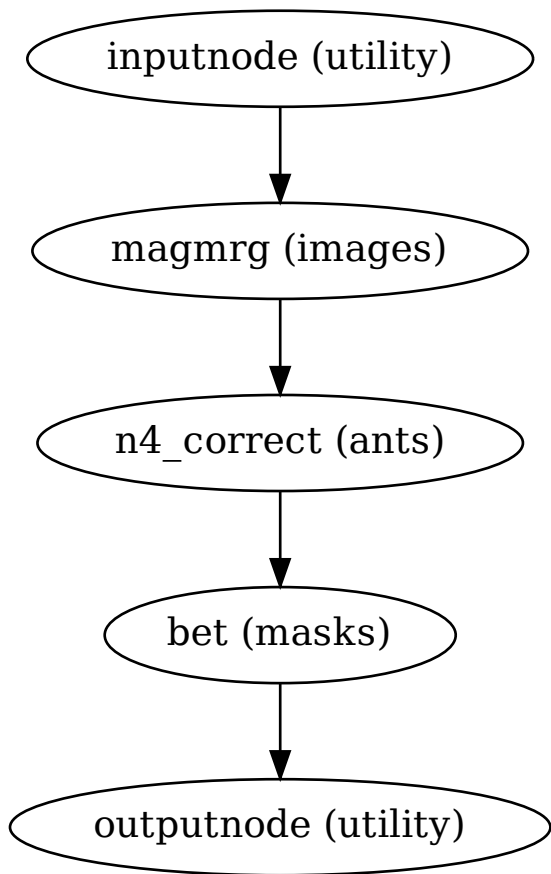 inputnode (utility)
magmrg (images)
n4_correct (ants)
bet (masks)
outputnode (utility)